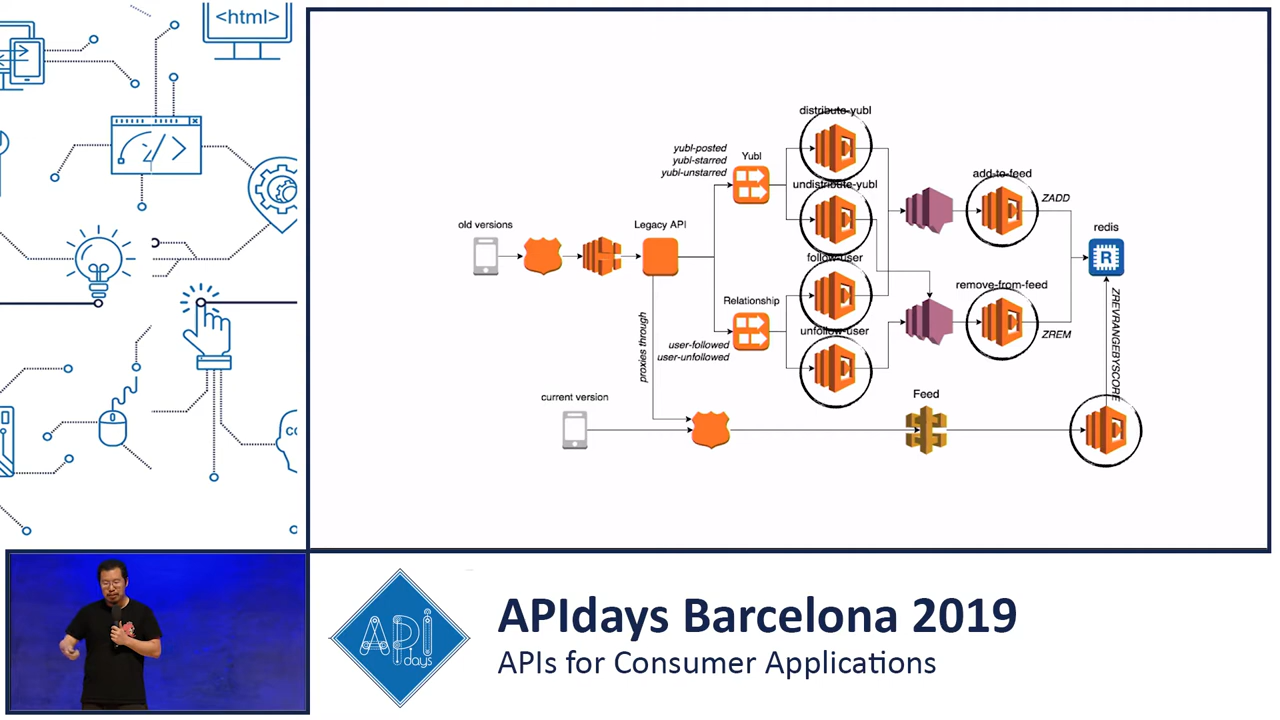 <html>
distribute-yubl
yubl-posted
yubl-starred
yubl-unstarred
Yubl
undistribute-yubl
add-to-feed
ZADD
old versions
Legacy API
redis
R
follow-user
remove-from-feed
Relationship
proxies through
user-followed
user-unfollowed
unfollow-user
ZREM
ZREVRANGEBYSCORE
current version
Feed
API
days
APIdays Barcelona 2019
APIs for Consumer Applications